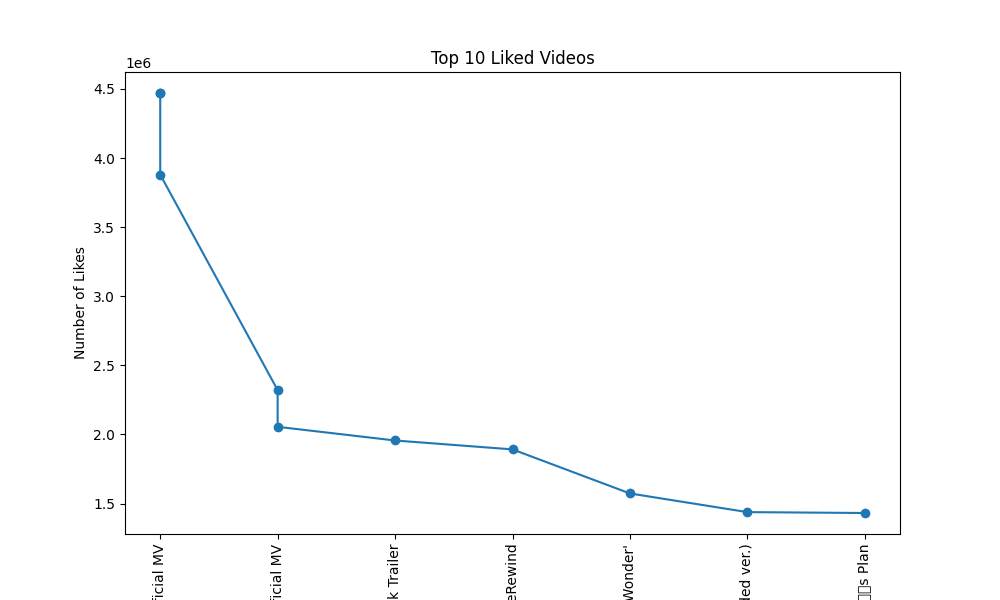 Top 10 Liked Videos
1e6
4.5
4.0
3.5
3.0
2.5
2.0
1.5
Number of Likes
ficial MV
ficial MV
k Trailer
eRewind
Wonder'
ded ver.)
s Plan